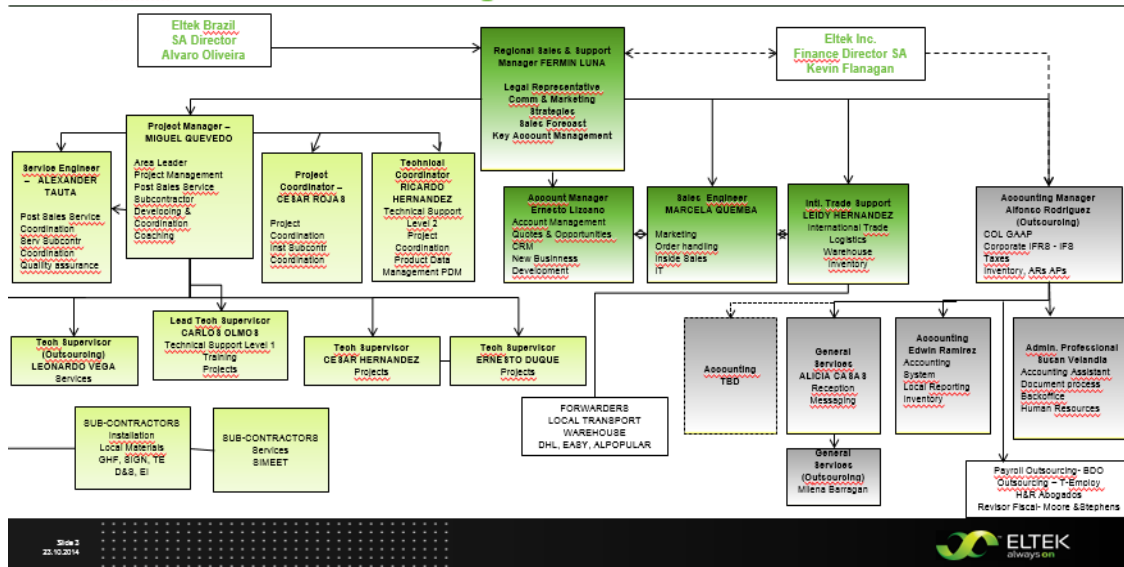 Eltek Brazil
SA Director
Alvaro Oliveira
Regional Sales & Support
Manager FERMIN LUNA
Legal Representative
Comm & Marketing
Strategies
Sales Forecast
Key Account Management
Eltek Inc.
Finance Director SA
Kevin Flanagan
Service Engineer
– ALEXANDER
TAUTA
Post Sales Service
Coordination
Serv Subcontr
Coordination
Quality assurance
Project Manager –
MIGUEL QUEVEDO
Area Leader
Project Management
Post Sales Service
Subcontractor
Developing &
Coordination
Coaching
Project
Coordinator –
CESAR ROJAS
Project
Coordination
Inst Subcontr
Coordination
Technical
Coordinator
RICARDO
HERNANDEZ
Technical Support
Level 2
Project
Coordination
Product Data
Management PDM
Account Manager
Ernesto Lizcano
Account Management
Quotes & Opportunities
CRM
New Businness
Development
Sales Engineer
MARCELA QUEMBA
Marketing
Order handling
Inside Sales
IT
Intl. Trade Support
LEIDY HERNANDEZ
International Trade
Logistics
Warehouse
Inventory
Accounting Manager
Alfonso Rodriguez
(Outsourcing)
COL GAAP
Corporate IFRS - IFS
Taxes
Inventory, ARs APs
Tech Supervisor
(Outsourcing)
LEONARDO VEGA
Services
Lead Tech Supervisor
CARLOS OLMOS
Technical Support Level 1
Training
Projects
Tech Supervisor
CESAR HERNANDEZ
Projects
Tech Supervisor
ERNESTO DUQUE
Projects
Accounting
TBD
General
Services
ALICIA CASAS
Reception
Messaging
Accounting
Edwin Ramirez
Accounting
System
Local Reporting
Inventory
Admin. Professional
Susan Velandia
Accounting Assistant
Document process
Backoffice
Human Resources
SUB-CONTRACTORS
Installation
Local Materials
GHF, SIGN, TE
D&S, EI
SUB-CONTRACTORS
Services
SIMEET
FORWARDERS
LOCAL TRANSPORT
WAREHOUSE
DHL, EASY, ALPOPULAR
General
Services
(Outsourcing)
Milena Barragan
Payroll Outsourcing- BDO
Outsourcing – T-Employ
H&R Abogados
Revisor Fiscal- Moore &Stephens
Slide 3
23.10.2014
ELTEK
always on